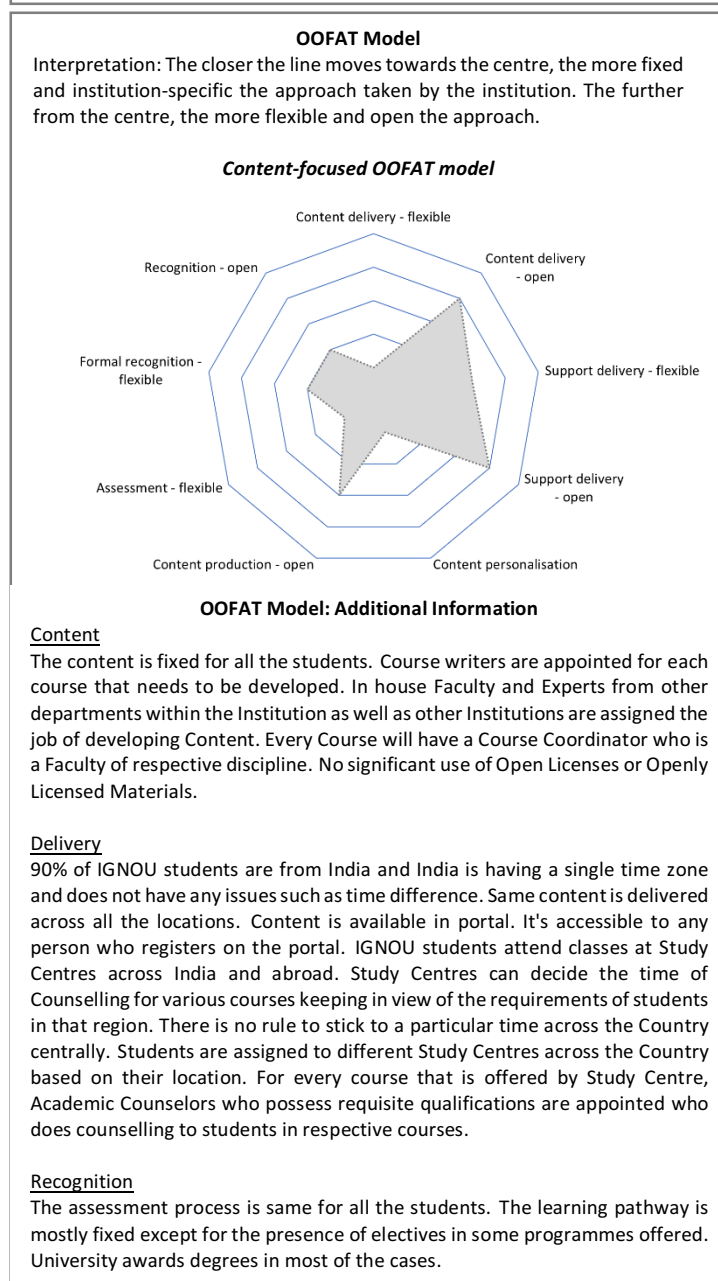 OOFAT Model
Interpretation: The closer the line moves towards the centre, the more fixed
and institution-specific the approach taken by the institution. The further
from the centre, the more flexible and open the approach.
Content-focused OOFAT model
Content delivery - flexible
Recognition - open
Content delivery
- open
Formal recognition -
flexible
Support delivery - flexible
Assessment - flexible
Support delivery
- open
Content production - open
Content personalisation
OOFAT Model: Additional Information
Content
The content is fixed for all the students. Course writers are appointed for each
course that needs to be developed. In house Faculty and Experts from other
departments within the Institution as well as other Institutions are assigned the
job of developing Content. Every Course will have a Course Coordinator who is
a Faculty of respective discipline. No significant use of Open Licenses or Openly
Licensed Materials.
Delivery
90% of IGNOU students are from India and India is having a single time zone
and does not have any issues such as time difference. Same content is delivered
across all the locations. Content is available in portal. It's accessible to any
person who registers on the portal. IGNOU students attend classes at Study
Centres across India and abroad. Study Centres can decide the time of
Counselling for various courses keeping in view of the requirements of students
in that region. There is no rule to stick to a particular time across the Country
centrally. Students are assigned to different Study Centres across the Country
based on their location. For every course that is offered by Study Centre,
Academic Counselors who possess requisite qualifications are appointed who
does counselling to students in respective courses.
Recognition
The assessment process is same for all the students. The learning pathway is
mostly fixed except for the presence of electives in some programmes offered.
University awards degrees in most of the cases.